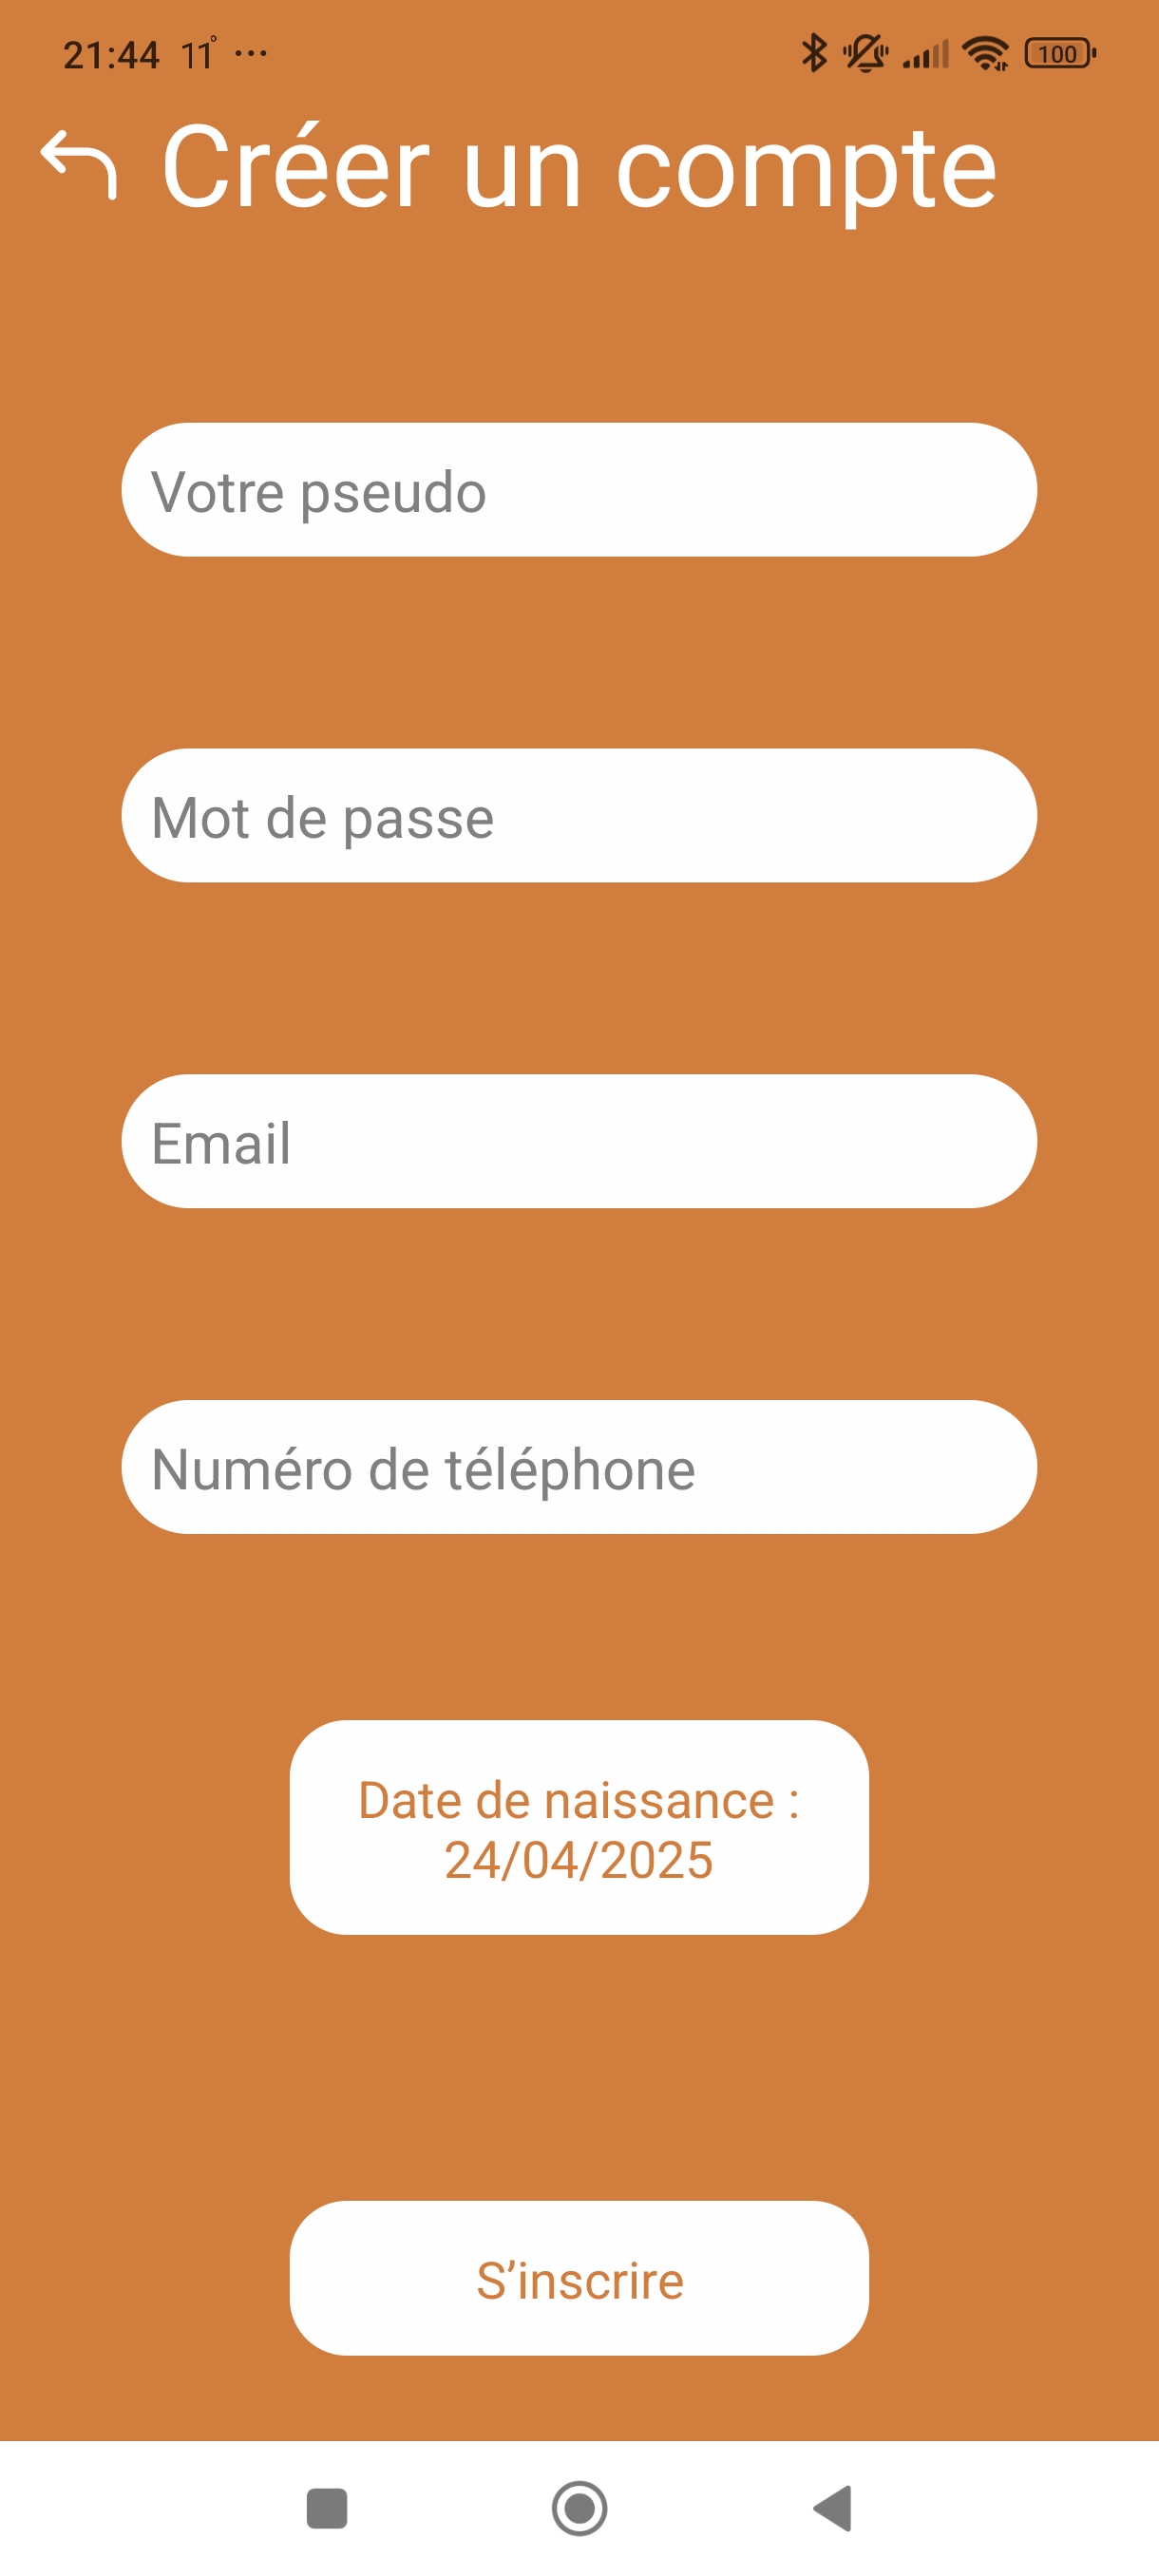 21:44 11° ...
100
Créer un compte
Votre pseudo
Mot de passe
Email
Numéro de téléphone
Date de naissance :
24/04/2025
S’inscrire